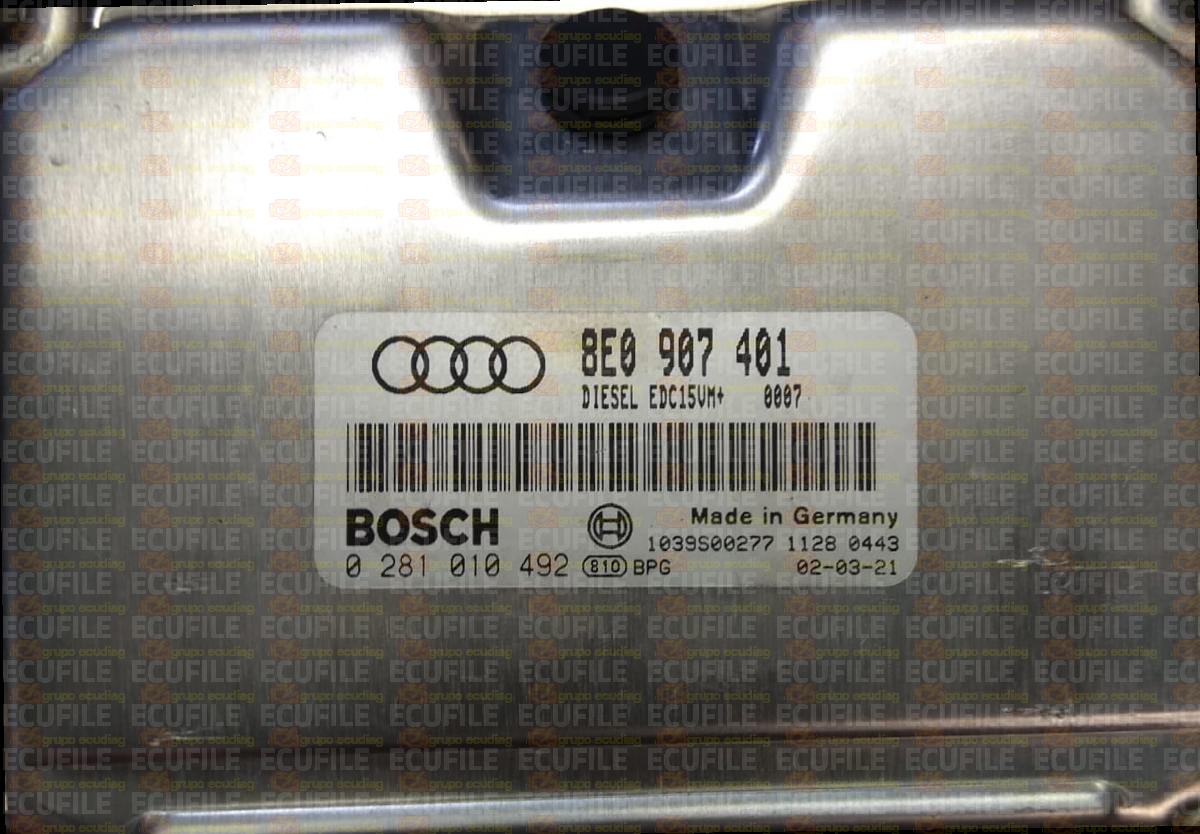 8E0 907 401
DIESEL EDC15VM+ 0007
BOSCH
Made in Germany
1039S00277 1128 0443
0 281 010 492 810 BPG 02-03-21
ECUFILE
grupo ecudiag